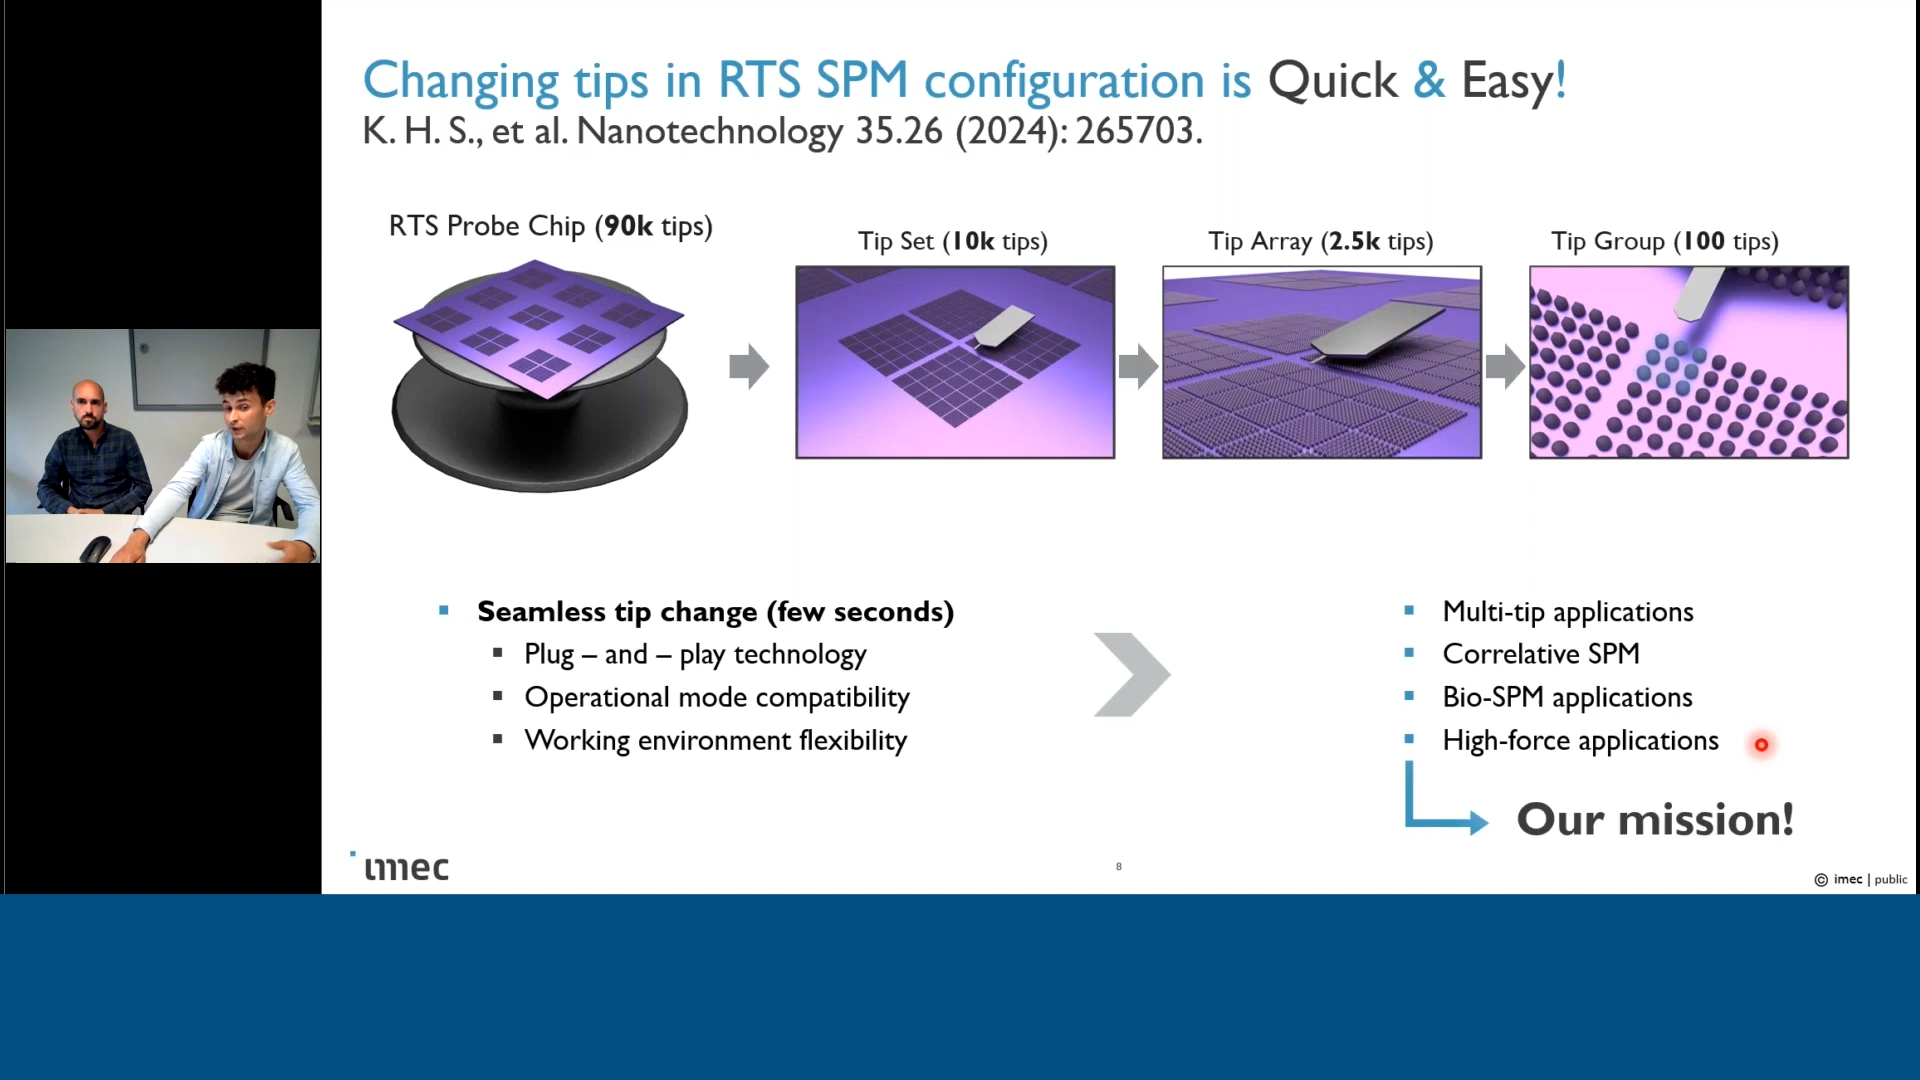 Changing tips in RTS SPM configuration is Quick & Easy!
K. H. S., et al. Nanotechnology 35.26 (2024): 265703.
RTS Probe Chip (90k tips)
Tip Set (10k tips)
Tip Array (2.5k tips)
Tip Group (100 tips)
Seamless tip change (few seconds)
Plug – and – play technology
Operational mode compatibility
Working environment flexibility
Multi-tip applications
Correlative SPM
Bio-SPM applications
High-force applications
Our mission!
imec
8
© imec | public